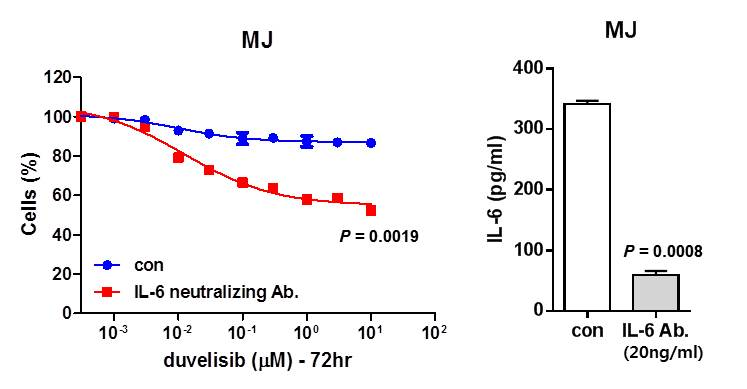 MJ
120
100
80
60
40
20
0
Cells (%)
P = 0.0019
con
IL-6 neutralizing Ab.
10-3 10-2 10-1 100 101 102
duvelisib (μM) - 72hr
MJ
400
300
200
100
0
IL-6 (pg/ml)
P = 0.0008
con IL-6 Ab.
(20ng/ml)